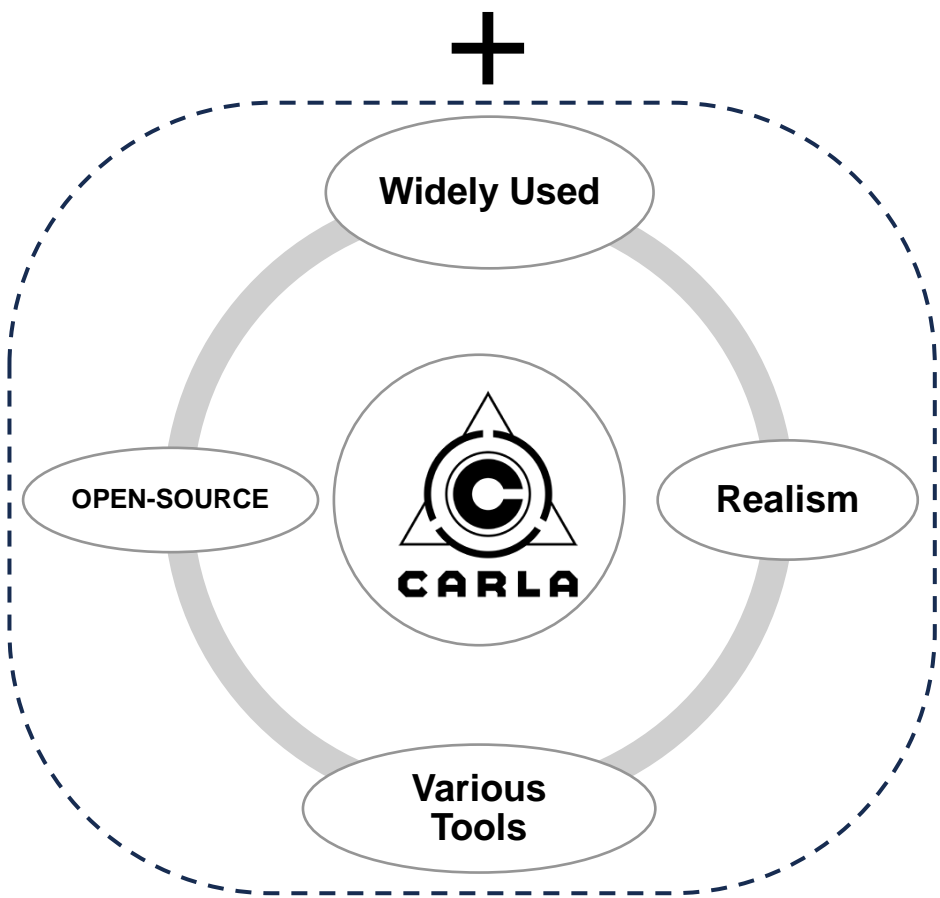 +
Widely Used
OPEN-SOURCE
Realism
CARLA
Various
Tools